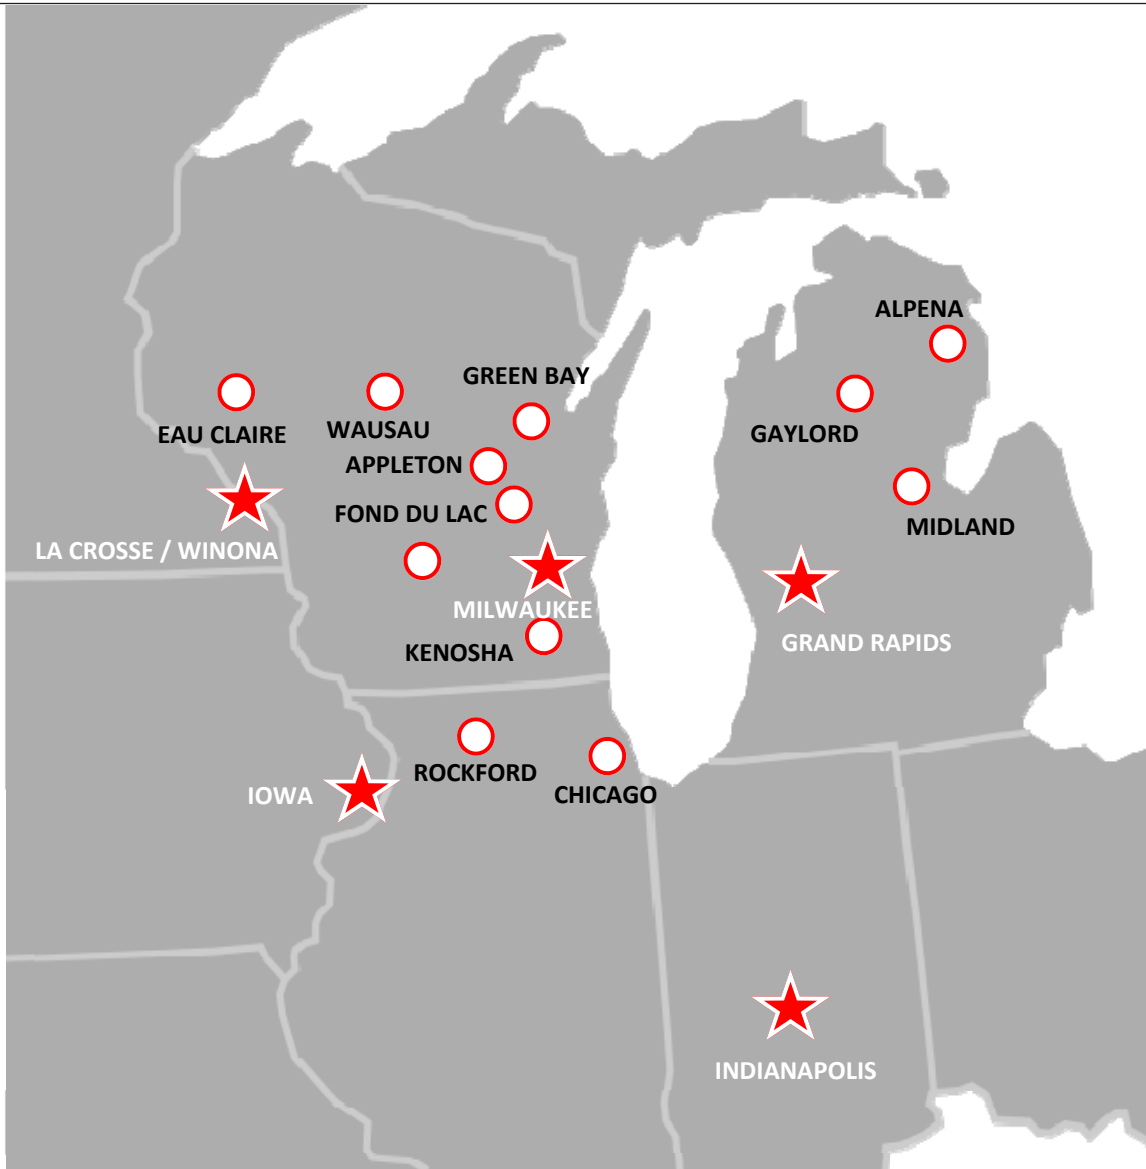 ALPENA
GREEN BAY
EAU CLAIRE
WAUSAU
GAYLORD
APPLETON
FOND DU LAC
MIDLAND
LA CROSSE / WINONA
MILWAUKEE
GRAND RAPIDS
KENOSHA
ROCKFORD
IOWA
CHICAGO
INDIANAPOLIS